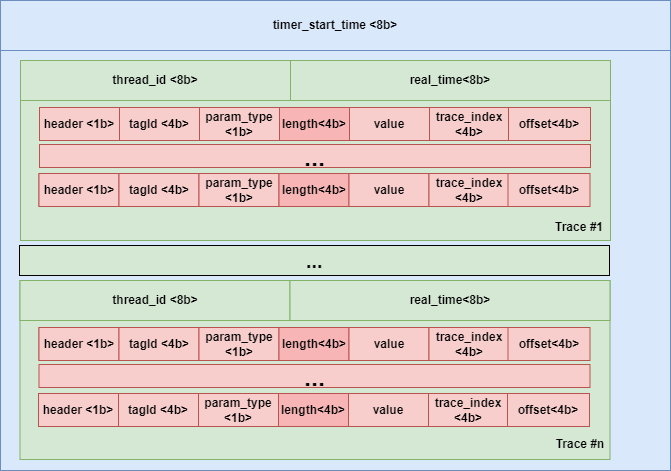 timer_start_time <8b>
thread_id <8b> real_time<8b>
header <1b> tagId <4b> param_type <1b> length<4b> value trace_index <4b> offset<4b>
...
header <1b> tagId <4b> param_type <1b> length<4b> value trace_index <4b> offset<4b>
Trace #1
...
thread_id <8b> real_time<8b>
header <1b> tagId <4b> param_type <1b> length<4b> value trace_index <4b> offset<4b>
...
header <1b> tagId <4b> param_type <1b> length<4b> value trace_index <4b> offset<4b>
Trace #n